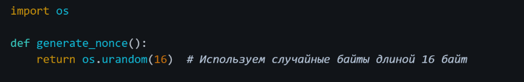 import os

def generate_nonce():
    return os.urandom(16)  # Используем случайные байты длиной 16 байт